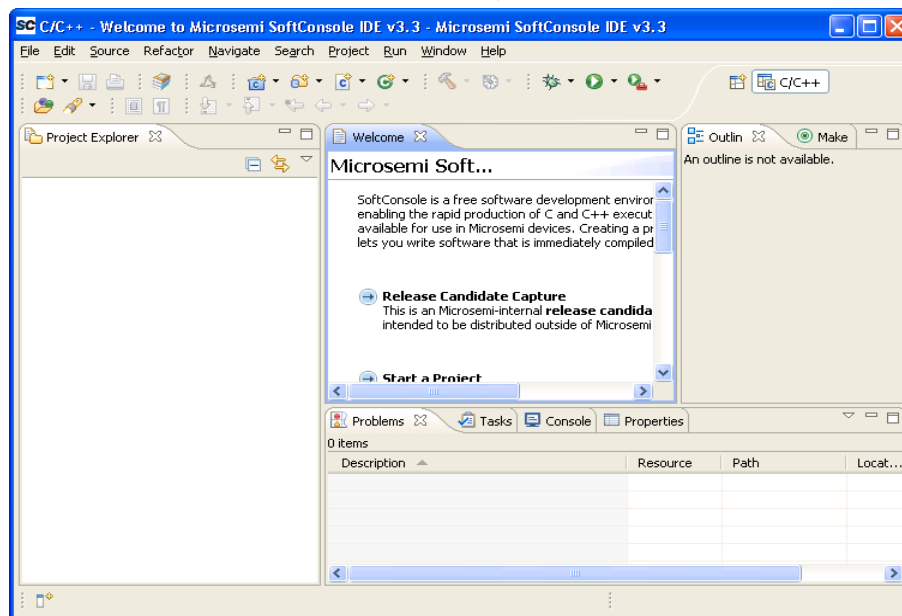 SC C/C++ - Welcome to Microsemi SoftConsole IDE v3.3 - Microsemi SoftConsole IDE v3.3
File Edit Source Refactor Navigate Search Project Run Window Help
C/C++
Project Explorer
Welcome
Outlin
Make
An outline is not available.
Microsemi Soft...
SoftConsole is a free software development environ
enabling the rapid production of C and C++ execut
available for use in Microsemi devices. Creating a pr
lets you write software that is immediately compiled
Release Candidate Capture
This is an Microsemi-internal release candida
intended to be distributed outside of Microsemi
Start a Project
Problems Tasks Console Properties
0 items
Description Resource Path Locat...